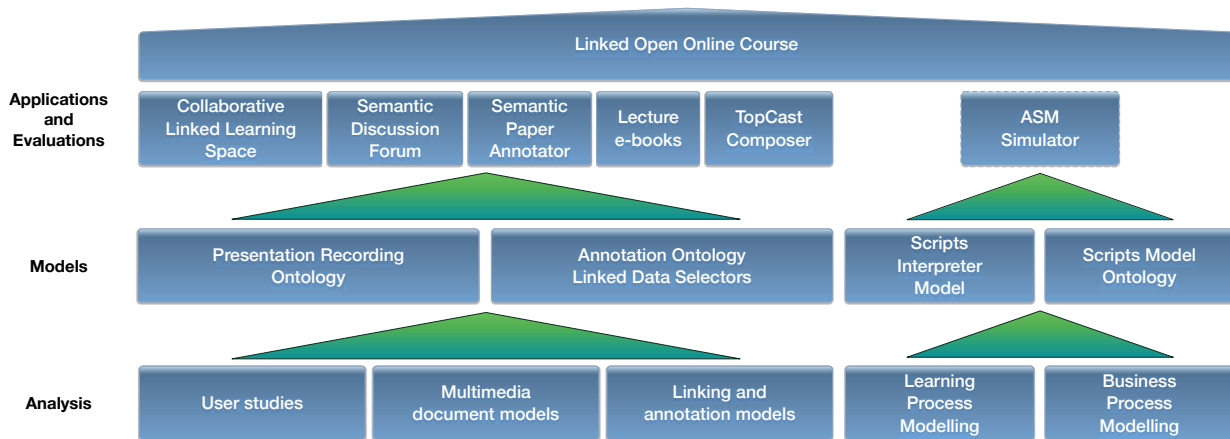 Linked Open Online Course
Applications
and
Evaluations
Collaborative
Linked Learning
Space
Semantic
Discussion
Forum
Semantic
Paper
Annotator
Lecture
e-books
TopCast
Composer
ASM
Simulator
Models
Presentation Recording
Ontology
Annotation Ontology
Linked Data Selectors
Scripts
Interpreter
Model
Scripts Model
Ontology
Analysis
User studies
Multimedia
document models
Linking and
annotation models
Learning
Process
Modelling
Business
Process
Modelling